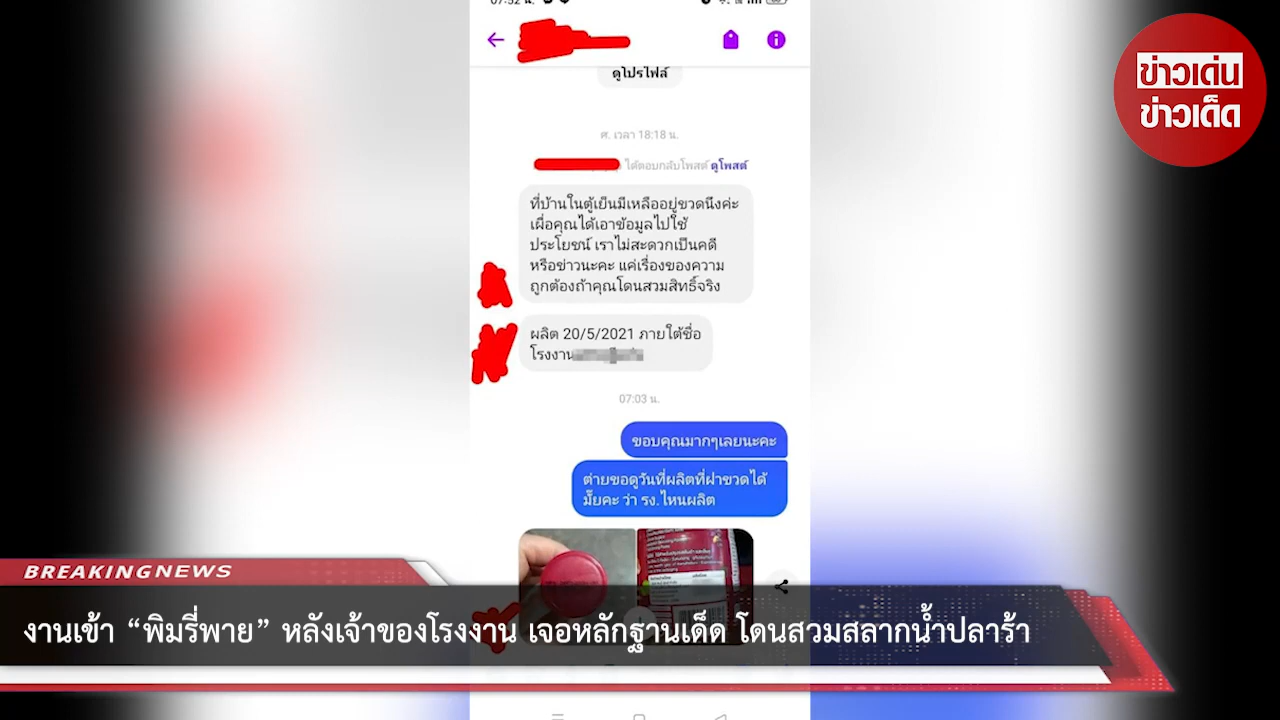 07:52 น.
ข่าวเด่น
ข่าวเด็ด
ดูโปรไฟล์
ศ. เวลา 18:18 น.
ได้ตอบกลับโพสต์ ดูโพสต์
ที่บ้านในตู้เย็นมีเหลืออยู่ขวดนึงค่ะ
เผื่อคุณได้เอาข้อมูลไปใช้
ประโยชน์ เราไม่สะดวกเป็นคดี
หรือข่าวนะคะ แค่เรื่องของความ
ถูกต้องถ้าคุณโดนสวมสิทธิ์จริง
ผลิต 20/5/2021 ภายใต้ชื่อ
โรงงาน
07:03 น.
ขอบคุณมากๆเลยนะคะ
ต่ายขอดูวันที่ผลิตที่ฝาขวดได้
มั๊ยคะ ว่า รง.ไหนผลิต
BREAKING NEWS
งานเข้า “พิมรี่พาย” หลังเจ้าของโรงงาน เจอหลักฐานเด็ด โดนสวมสลากน้ำปลาร้า